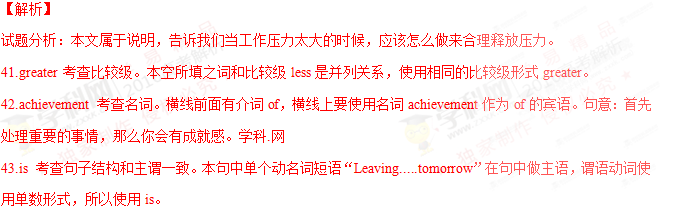 【解析】
试题分析：本文属于说明，告诉我们当工作压力太大的时候，应该怎么做来合理释放压力。
41.greater 考查比较级。本空所填之词和比较级 less 是并列关系，使用相同的比较级形式 greater。
42.achievement 考查名词。横线前面有介词 of，横线上要使用名词 achievement 作为 of 的宾语。句意：首先
处理重要的事情，那么你会有成就感。学科.网
43.is 考查句子结构和主谓一致。本句中单个动名词短语“Leaving…..tomorrow”在句中做主语，谓语动词使
用单数形式，所以使用 is。